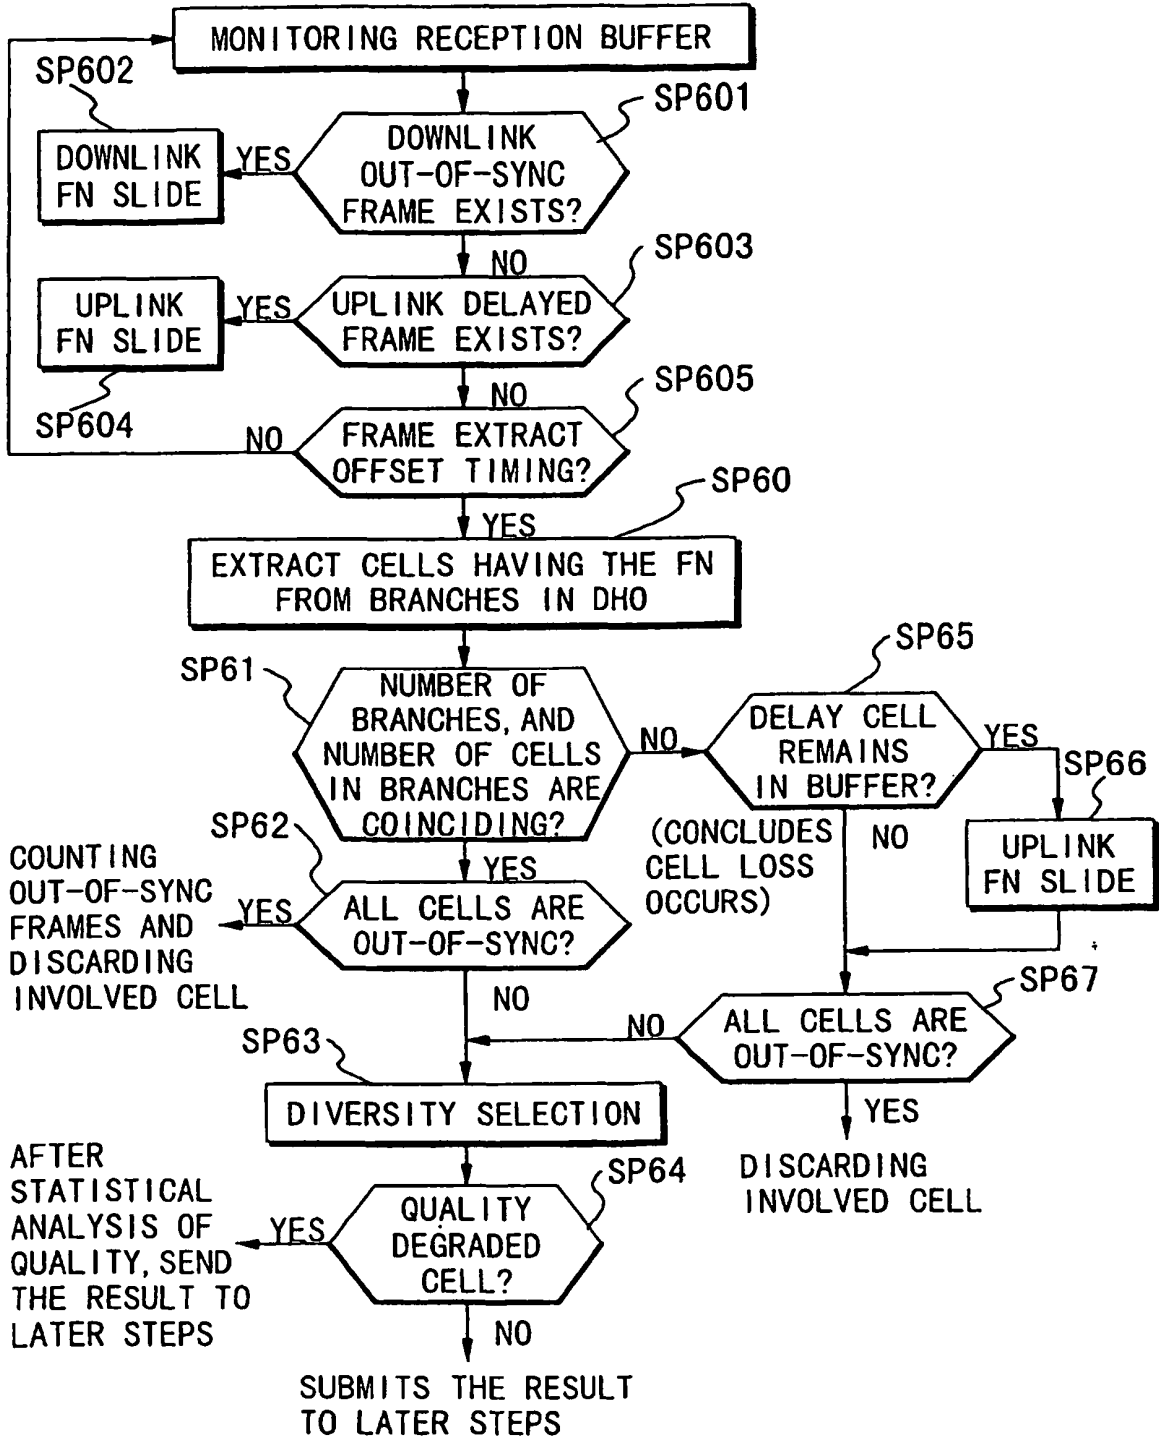 MONITORING RECEPTION BUFFER
SP602
SP601
DOWNLINK
OUT-OF-SYNC
FRAME EXISTS?
YES
DOWNLINK
FN SLIDE
NO
SP603
UPLINK DELAYED
FRAME EXISTS?
YES
UPLINK
FN SLIDE
SP604
NO
SP605
FRAME EXTRACT
OFFSET TIMING?
NO
YES
SP60
EXTRACT CELLS HAVING THE FN
FROM BRANCHES IN DHO
SP61
NUMBER OF
BRANCHES, AND
NUMBER OF CELLS
IN BRANCHES ARE
COINCIDING?
NO
SP65
DELAY CELL
REMAINS
IN BUFFER?
YES
SP66
UPLINK
FN SLIDE
(CONCLUDES
CELL LOSS
OCCURS)
NO
YES
SP62
ALL CELLS ARE
OUT-OF-SYNC?
YES
COUNTING
OUT-OF-SYNC
FRAMES AND
DISCARDING
INVOLVED CELL
NO
SP67
ALL CELLS ARE
OUT-OF-SYNC?
NO
YES
DISCARDING
INVOLVED CELL
SP63
DIVERSITY SELECTION
SP64
QUALITY
DEGRADED
CELL?
YES
AFTER
STATISTICAL
ANALYSIS OF
QUALITY, SEND
THE RESULT TO
LATER STEPS
NO
SUBMITS THE RESULT
TO LATER STEPS